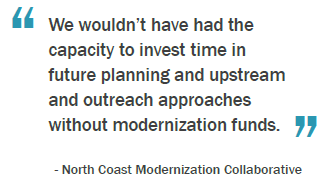 “ We wouldn’t have had the
capacity to invest time in
future planning and upstream
and outreach approaches
without modernization funds. ”
- North Coast Modernization Collaborative